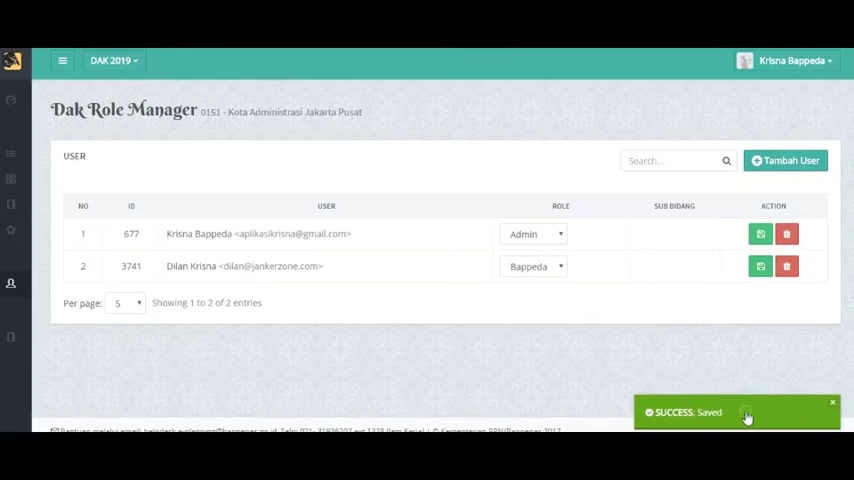 DAK 2019
Krisna Bappeda
Dak Role Manager 0151 - Kota Administrasi Jakarta Pusat
USER
Search...
Tambah User
NO ID USER ROLE SUB BIDANG ACTION
1 677 Krisna Bappeda <aplikasikrisna@gmail.com> Admin
2 3741 Dilan Krisna <dilan@jankerzone.com> Bappeda
Per page: 5 Showing 1 to 2 of 2 entries
SUCCESS: Saved
×